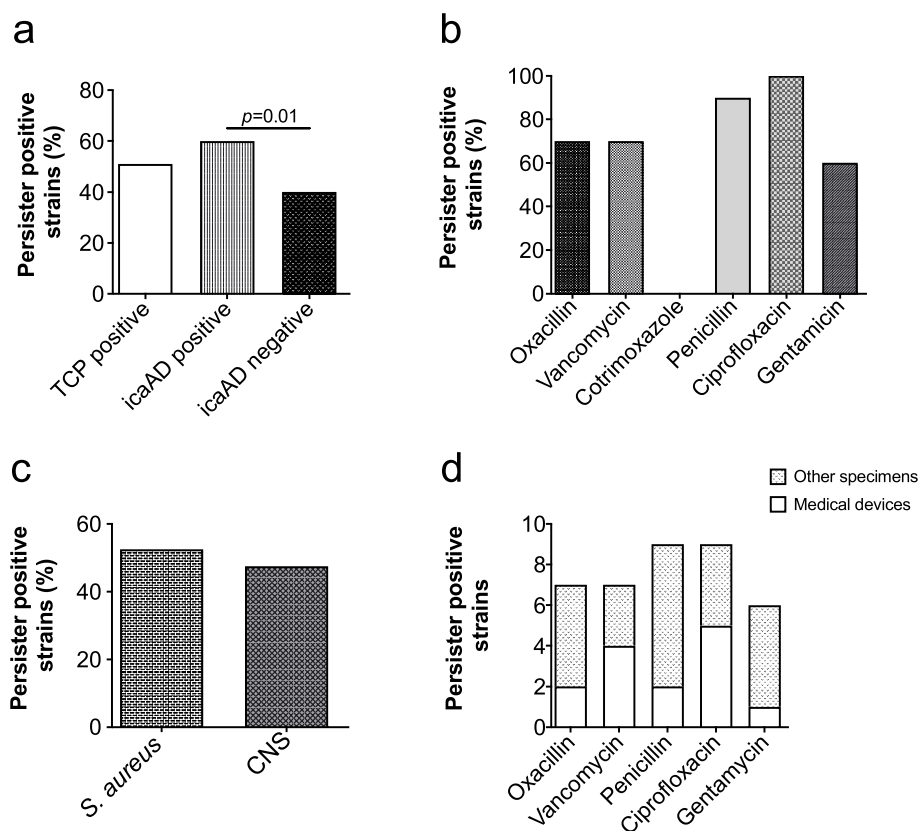 a
Persister positive
strains (%)
80
60
40
20
0
p=0.01
TCP positive
icaAD positive
icaAD negative
b
Persister positive
strains (%)
100
80
60
40
20
0
Oxacillin
Vancomycin
Cotrimoxazole
Penicillin
Ciprofloxacin
Gentamicin
c
Persister positive
strains (%)
60
40
20
0
S. aureus
CNS
d
Other specimens
Medical devices
Persister positive
strains
10
8
6
4
2
0
Oxacillin
Vancomycin
Penicillin
Ciprofloxacin
Gentamycin